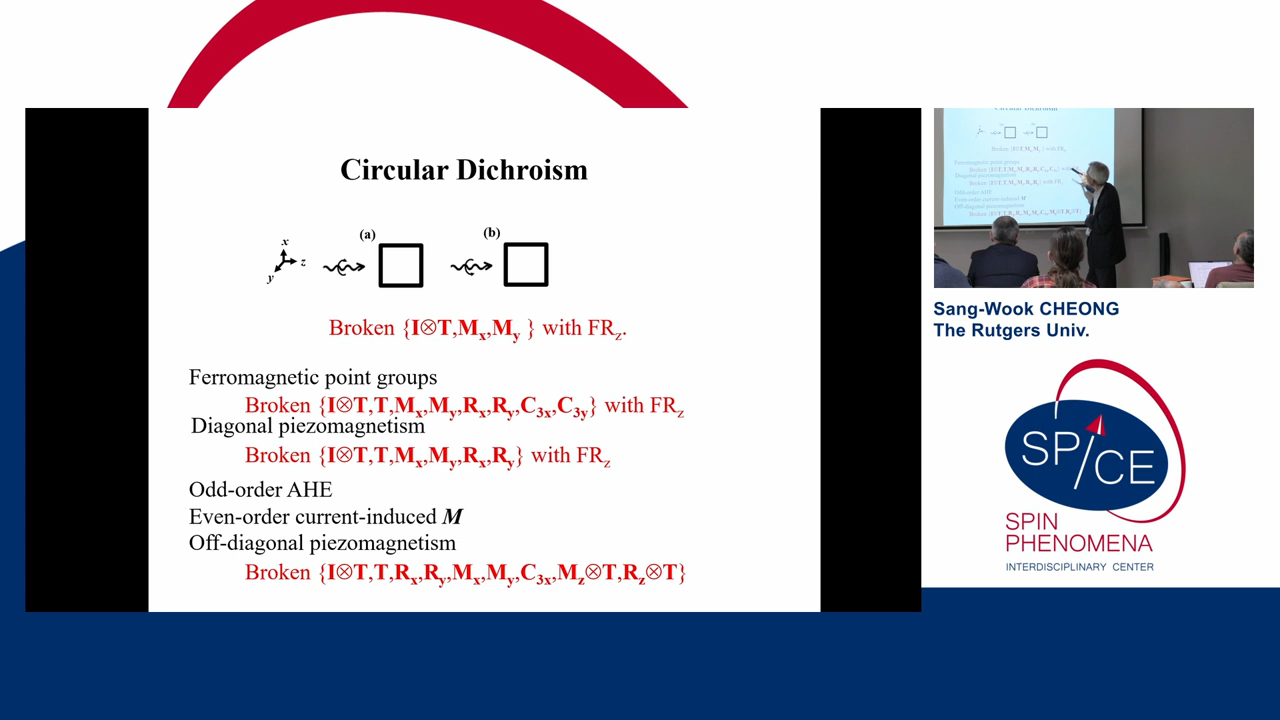 Circular Dichroism
(a)
(b)
x
z
y
Broken {I⊗T,Mx,My } with FRz.
Ferromagnetic point groups
Broken {I⊗T,T,Mx,My,Rx,Ry,C3x,C3y} with FRz
Diagonal piezomagnetism
Broken {I⊗T,T,Mx,My,Rx,Ry} with FRz
Odd-order AHE
Even-order current-induced M
Off-diagonal piezomagnetism
Broken {I⊗T,T,Rx,Ry,Mx,My,C3x,Mz⊗T,Rz⊗T}
Sang-Wook CHEONG
The Rutgers Univ.
SP/CE
SPIN
PHENOMENA
INTERDISCIPLINARY CENTER